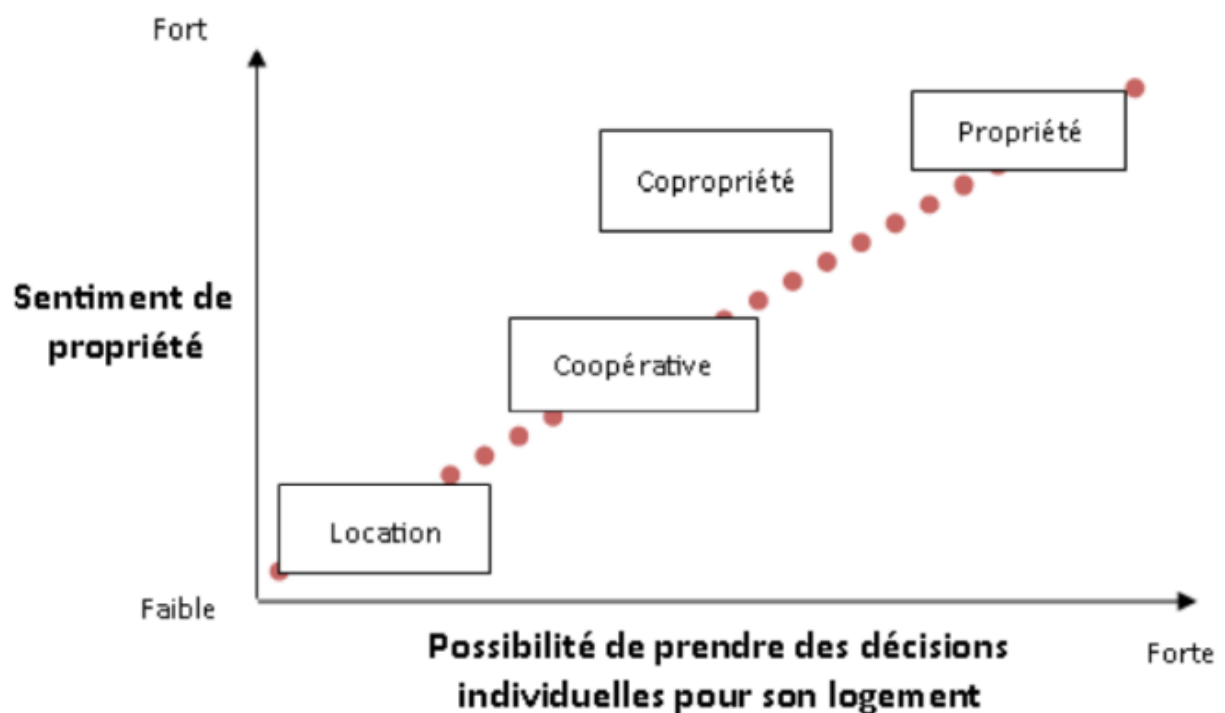 Fort
Propriété
Copropriété
Sentiment de
propriété
Coopérative
Location
Faible
Possibilité de prendre des décisions
individuelles pour son logement
Forte